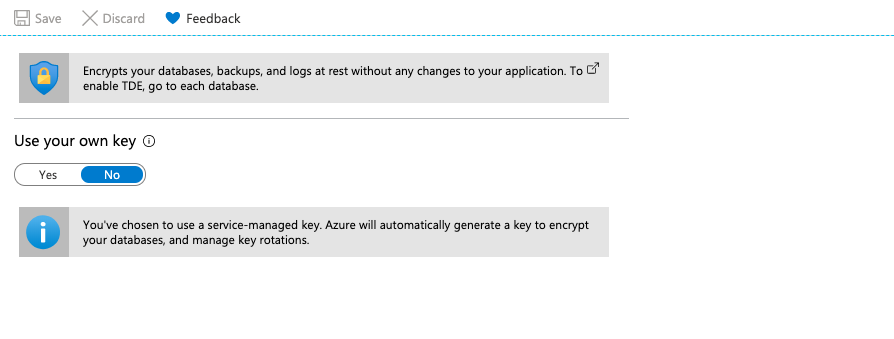 Save Discard Feedback
Encrypts your databases, backups, and logs at rest without any changes to your application. To
enable TDE, go to each database.
Use your own key
Yes No
You've chosen to use a service-managed key. Azure will automatically generate a key to encrypt
your databases, and manage key rotations.